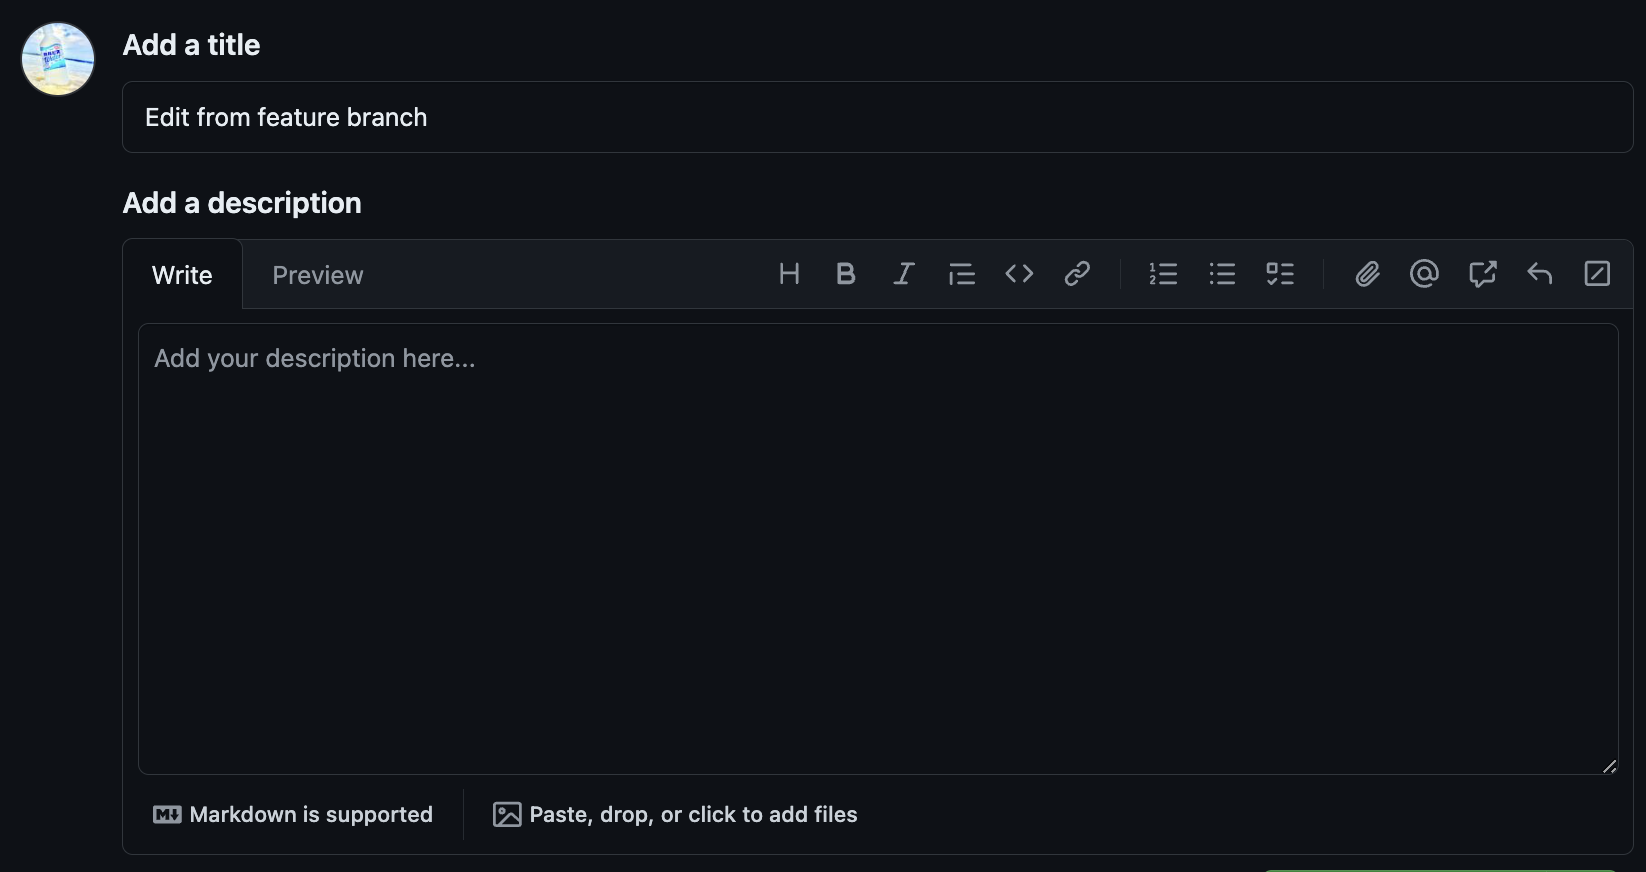 Add a title
Edit from feature branch
Add a description
Write
Preview
Add your description here...
Markdown is supported
Paste, drop, or click to add files